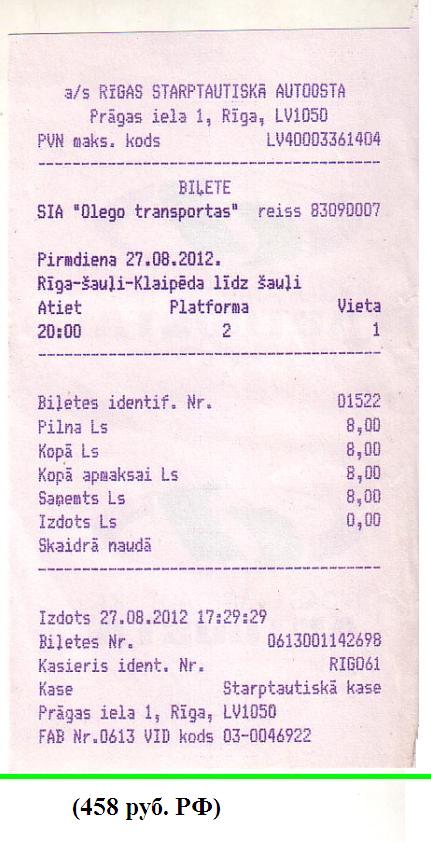 a/s RĪGAS STARPTAUTISKĀ AUTOOSTA
Prāgas iela 1, Rīga, LV1050
PVN maks. kods LV40003361404
BIĻETE
SIA "Olego transportas" reiss 83090007
Pirmdiena 27.08.2012.
Rīga-šauļi-Klaipēda līdz šauļi
Atiet Platforma Vieta
20:00 2 1
Biļetes identif. Nr. 01522
Pilna Ls 8,00
Kopā Ls 8,00
Kopā apmaksai Ls 8,00
Saņemts Ls 8,00
Izdots Ls 0,00
Skaidrā naudā
Izdots 27.08.2012 17:29:29
Biļetes Nr. 0613001142698
Kasieris ident. Nr. RIG061
Kase Starptautiskā kase
Prāgas iela 1, Rīga, LV1050
FAB Nr.0613 VID kods 03-0046922
(458 руб. РФ)